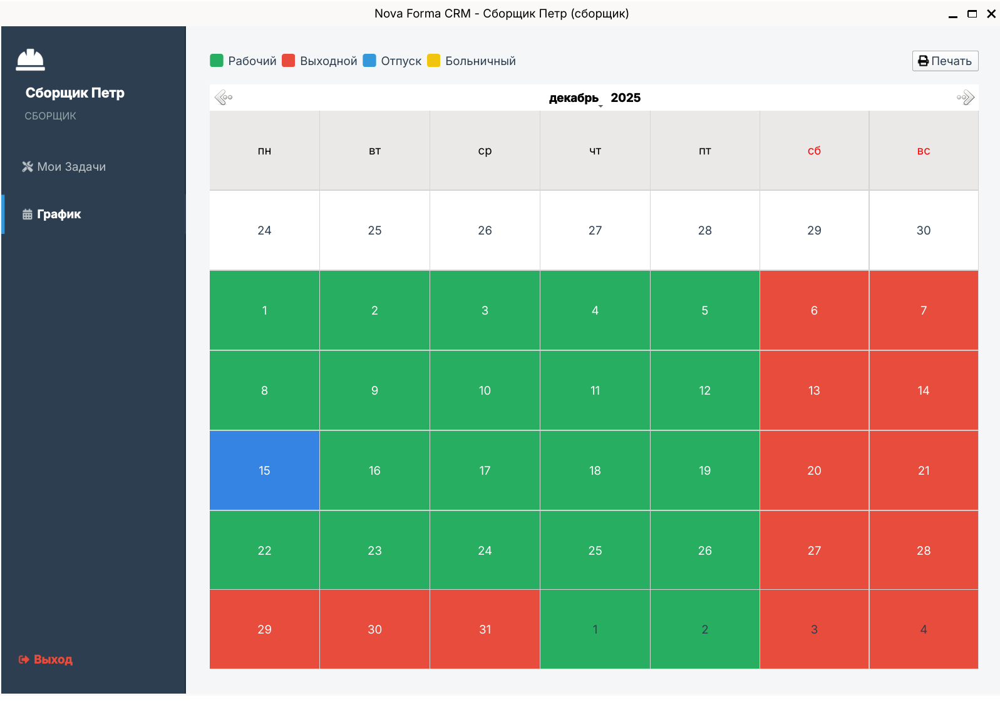 Nova Forma CRM - Сборщик Петр (сборщик)
Сборщик Петр
СБОРЩИК
Мои Задачи
График
Выход
Рабочий Выходной Отпуск Больничный
Печать
декабрь 2025
пн вт ср чт пт сб вс
24 25 26 27 28 29 30
1 2 3 4 5 6 7
8 9 10 11 12 13 14
15 16 17 18 19 20 21
22 23 24 25 26 27 28
29 30 31 1 2 3 4